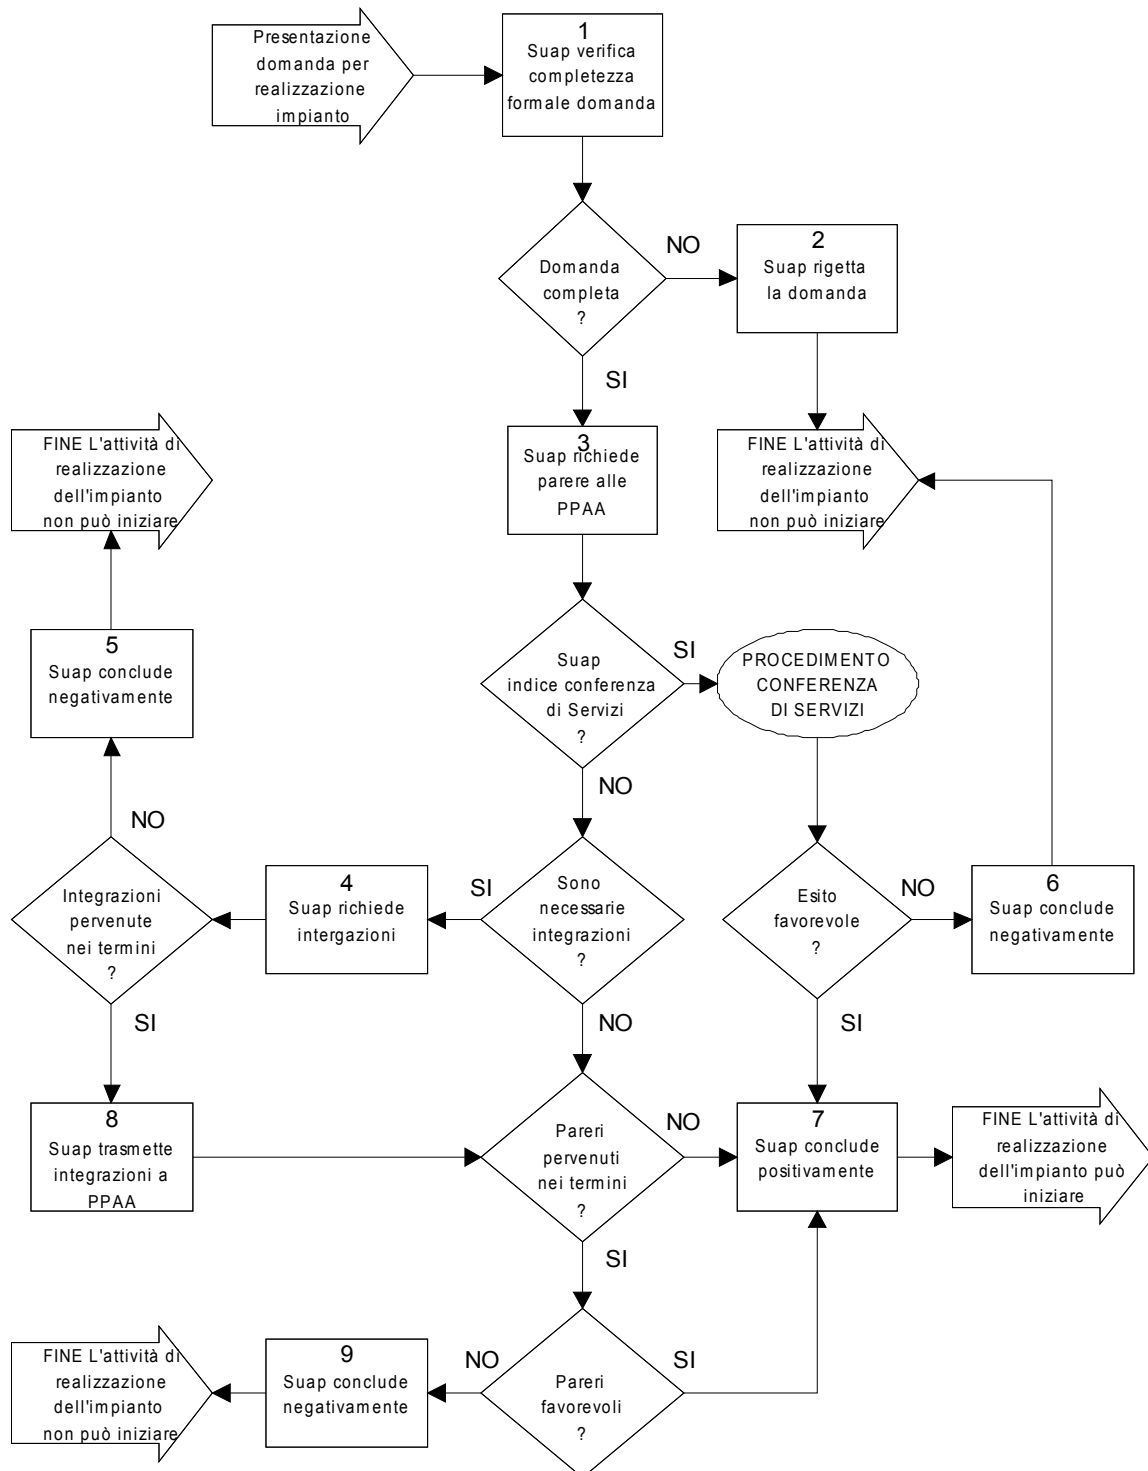 Presentazione
domanda per
realizzazione
impianto
1
Suap verifica
completezza
formale domanda
Domanda
completa
?
NO
2
Suap rigetta
la domanda
SI
FINE L'attività di
realizzazione
dell'impianto
non può iniziare
3
Suap richiede
parere alle
PPAA
FINE L'attività di
realizzazione
dell'impianto
non può iniziare
5
Suap conclude
negativamente
Suap
indice conferenza
di Servizi
?
SI
PROCEDIMENTO
CONFERENZA
DI SERVIZI
NO
NO
Integrazioni
pervenute
nei termini
?
4
Suap richiede
intergazioni
SI
Sono
necessarie
integrazioni
?
Esito
favorevole
?
NO
6
Suap conclude
negativamente
SI
NO
SI
8
Suap trasmette
integrazioni a
PPAA
Pareri
pervenuti
nei termini
?
NO
7
Suap conclude
positivamente
FINE L'attività di
realizzazione
dell'impianto può
iniziare
SI
FINE L'attività di
realizzazione
dell'impianto
non può iniziare
9
Suap conclude
negativamente
NO
Pareri
favorevoli
?
SI